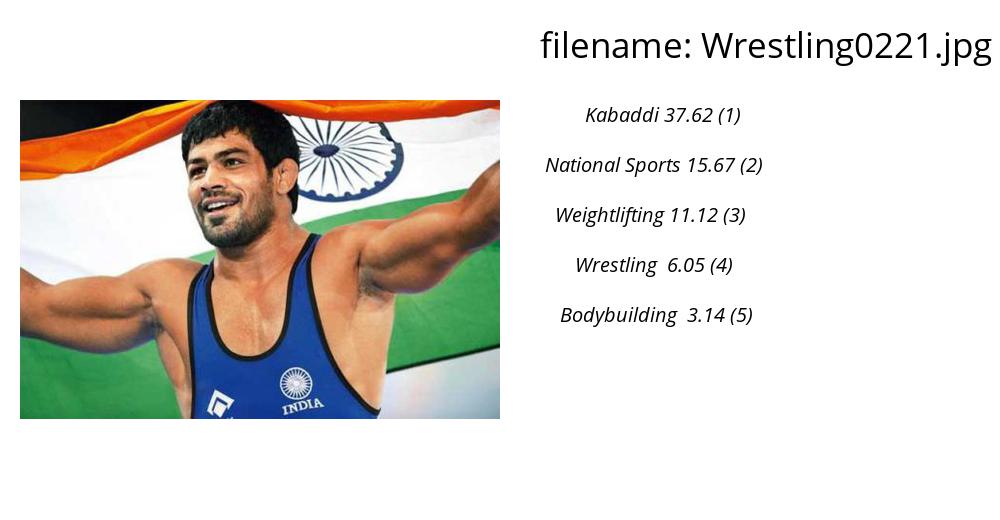 filename: Wrestling0221.jpg
Kabaddi 37.62 (1)
National Sports 15.67 (2)
Weightlifting 11.12 (3)
Wrestling 6.05 (4)
Bodybuilding 3.14 (5)
INDIA